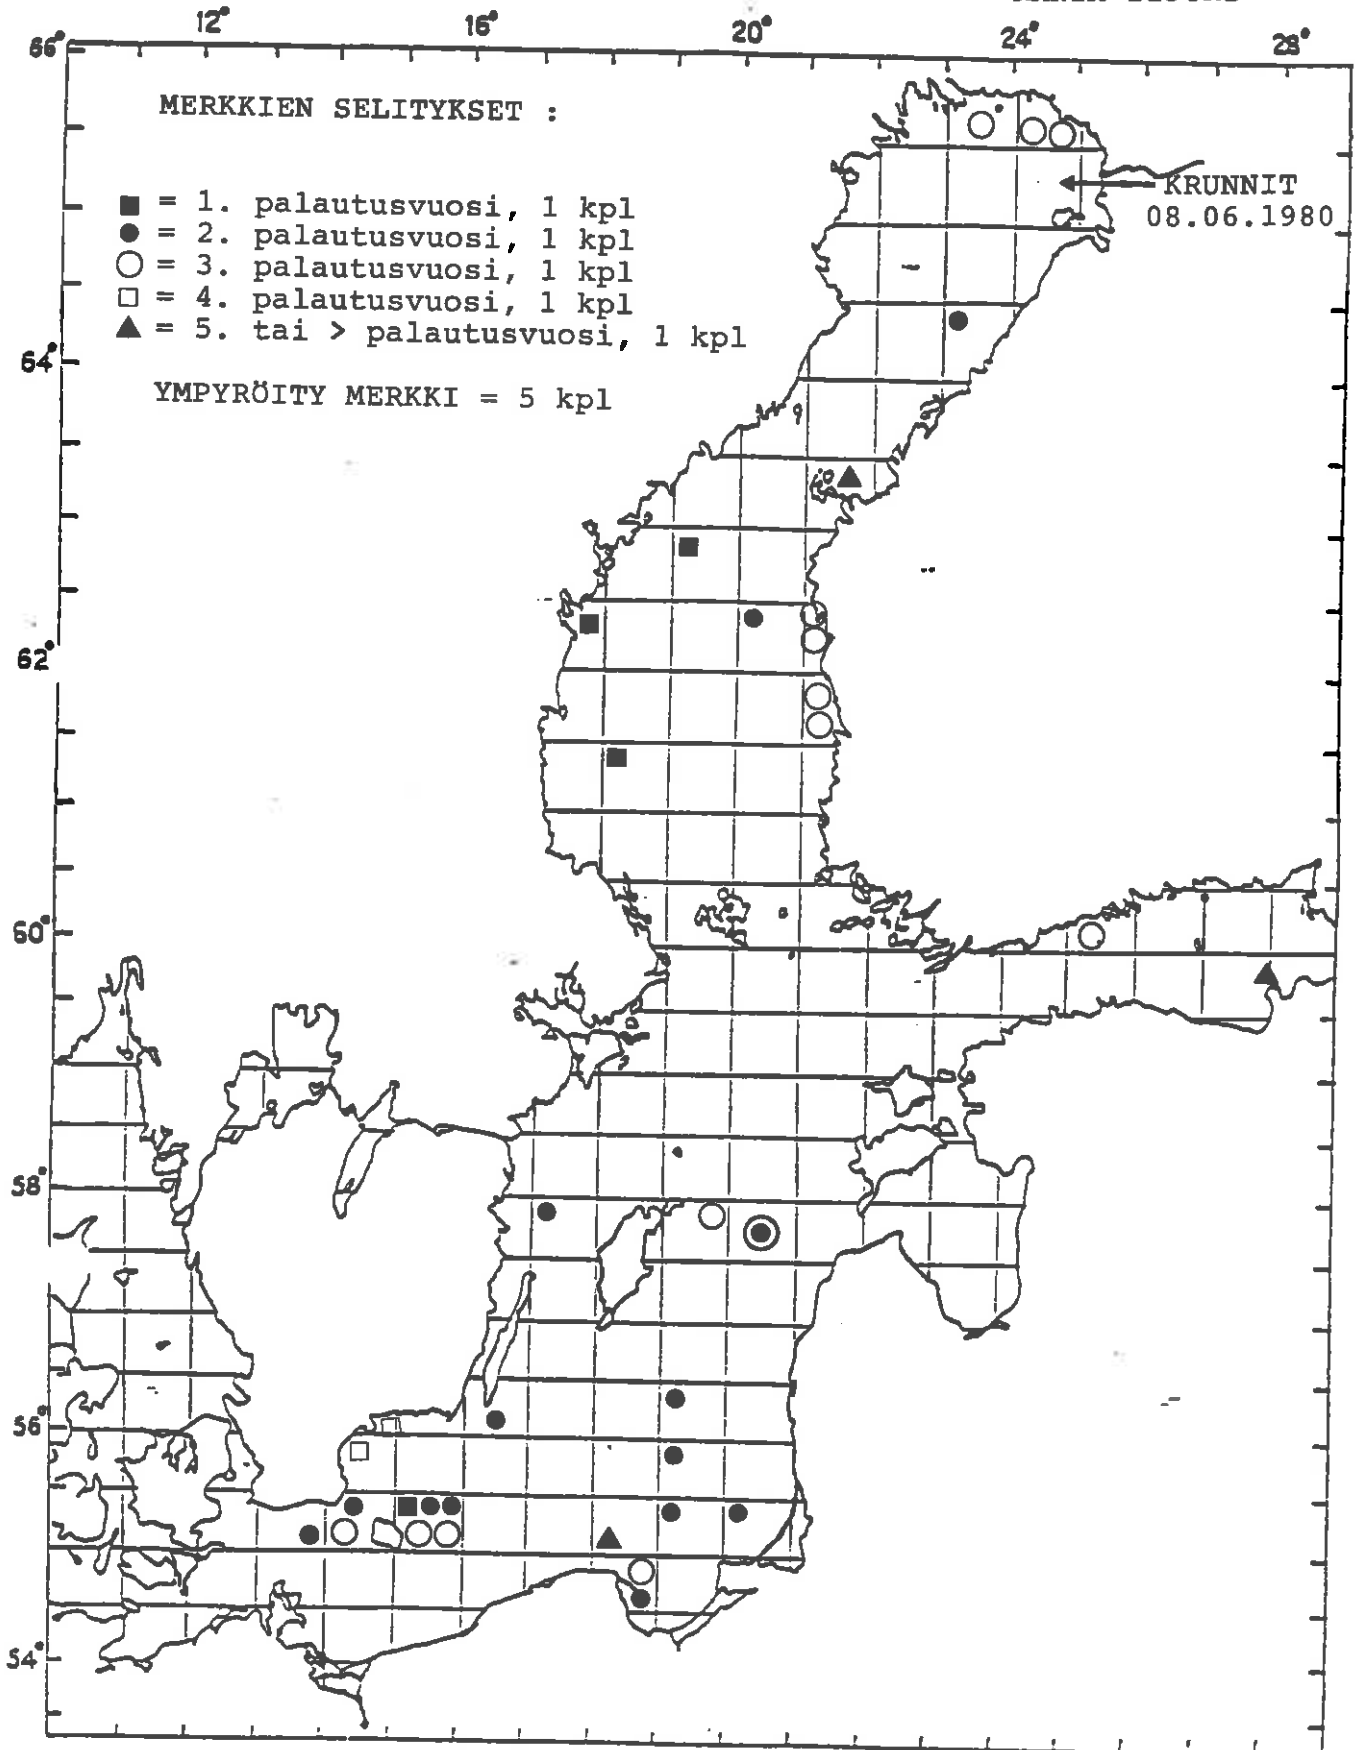 12° 16° 20° 24° 28°
66°
MERKKIEN SELITYKSET :
■ = 1. palautusvuosi, 1 kpl
● = 2. palautusvuosi, 1 kpl
○ = 3. palautusvuosi, 1 kpl
□ = 4. palautusvuosi, 1 kpl
▲ = 5. tai > palautusvuosi, 1 kpl
YMPYRÖITY MERKKI = 5 kpl
KRUNNIT
08.06.1980
64°
62°
60°
58°
56°
54°